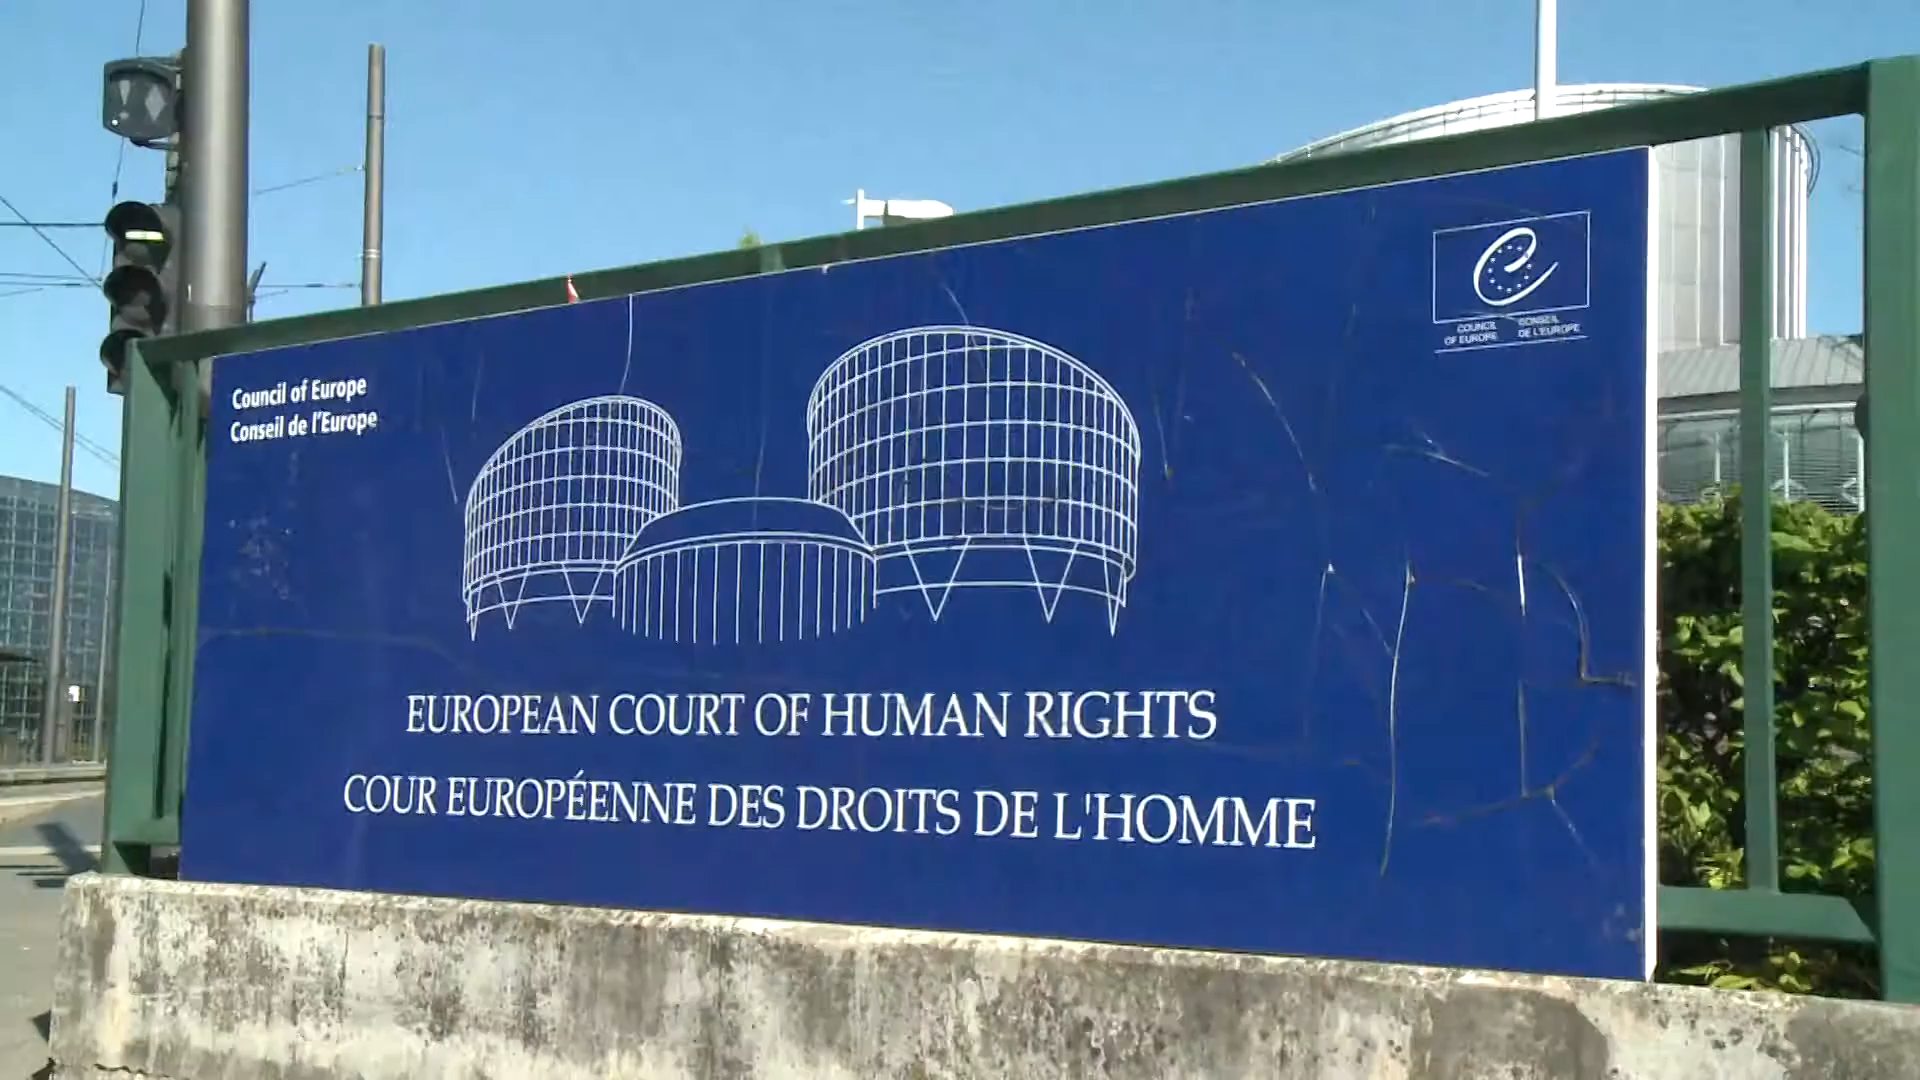 Council of Europe
Conseil de l'Europe
COUNCIL OF EUROPE
CONSEIL DE L'EUROPE
EUROPEAN COURT OF HUMAN RIGHTS
COUR EUROPÉENNE DES DROITS DE L'HOMME